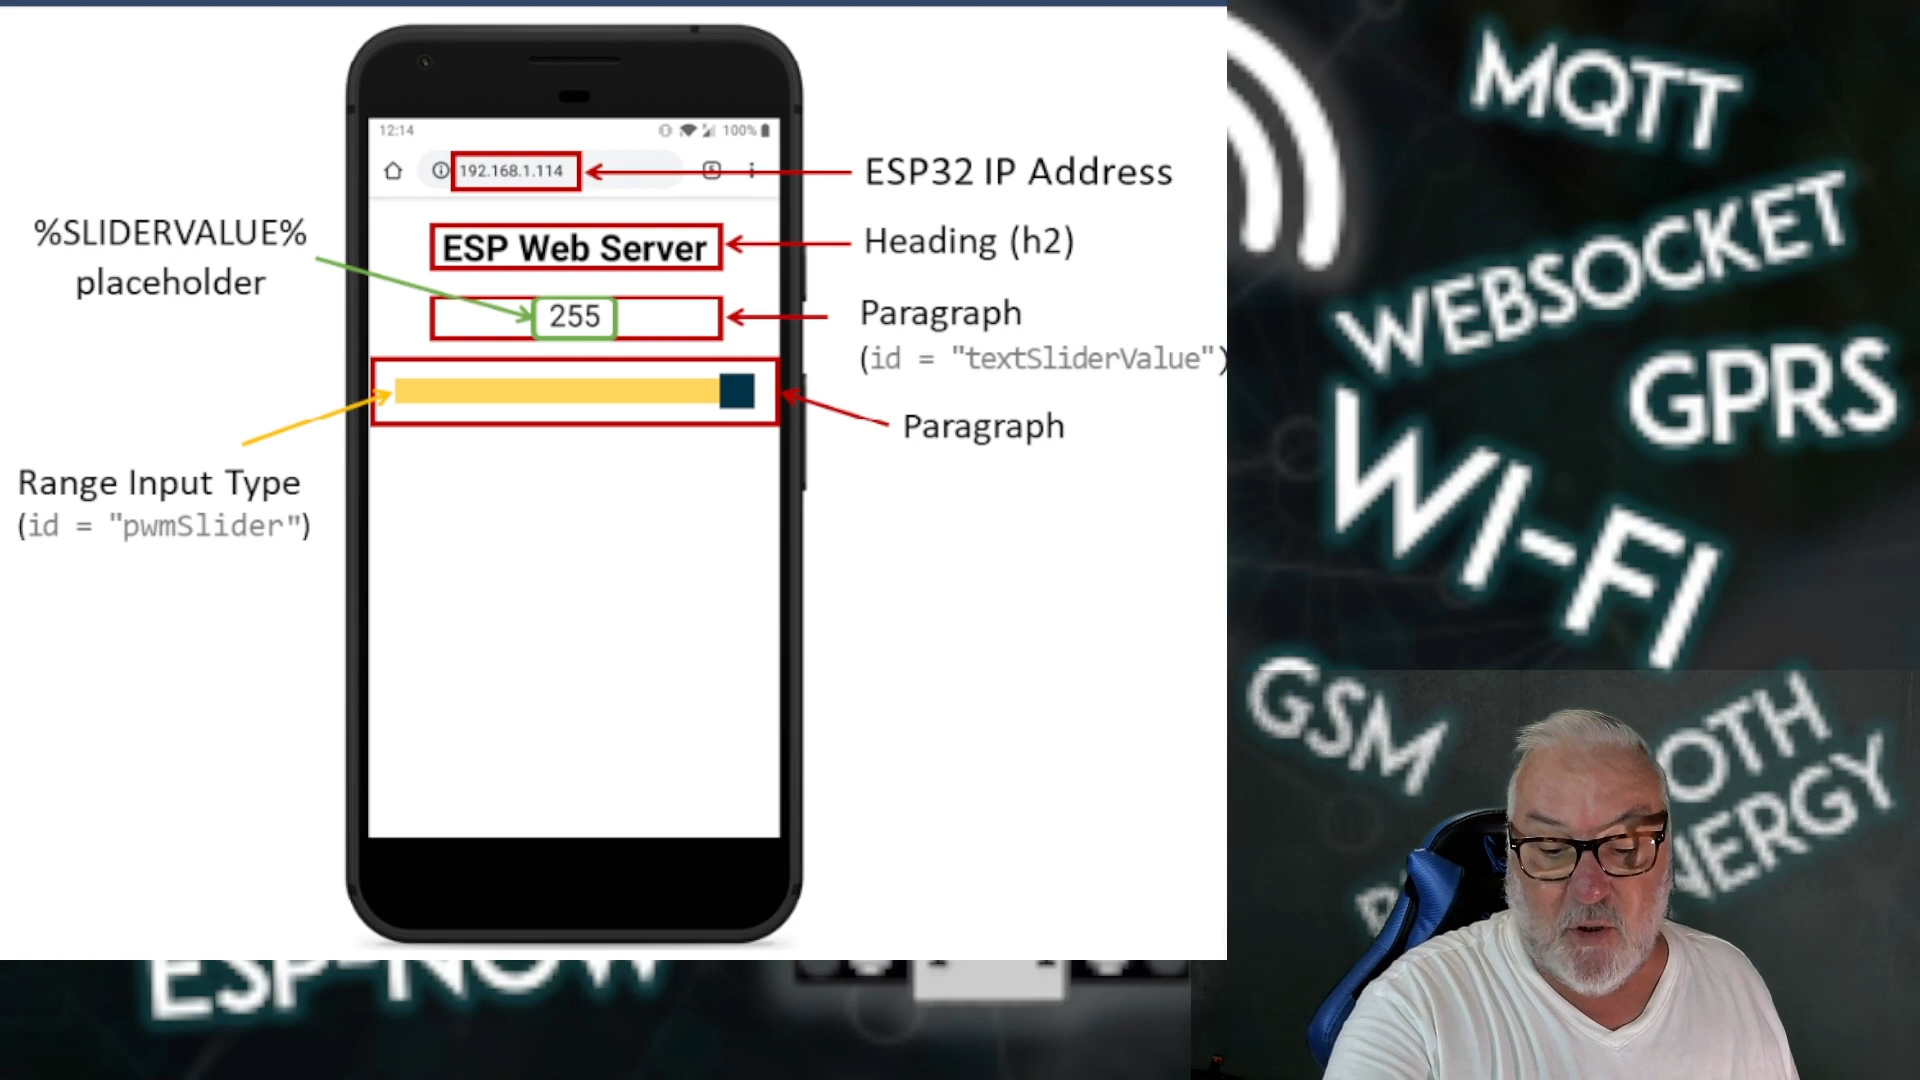 12:14
100%
192.168.1.114
ESP32 IP Address
ESP Web Server
Heading (h2)
%SLIDERVALUE%
placeholder
255
Paragraph
(id = "textSliderValue")
Paragraph
Range Input Type
(id = "pwmSlider")
MQTT
WEBSOCKET
GPRS
WI-FI
GSM
ESP-NOW